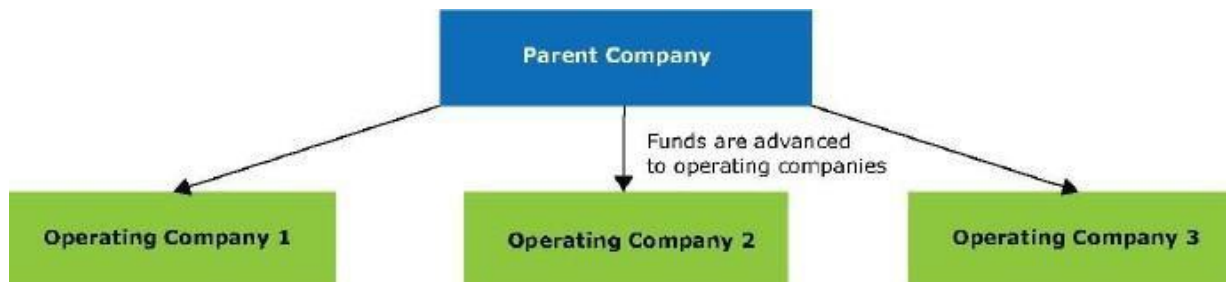 Parent Company
Funds are advanced
to operating companies
Operating Company 1
Operating Company 2
Operating Company 3